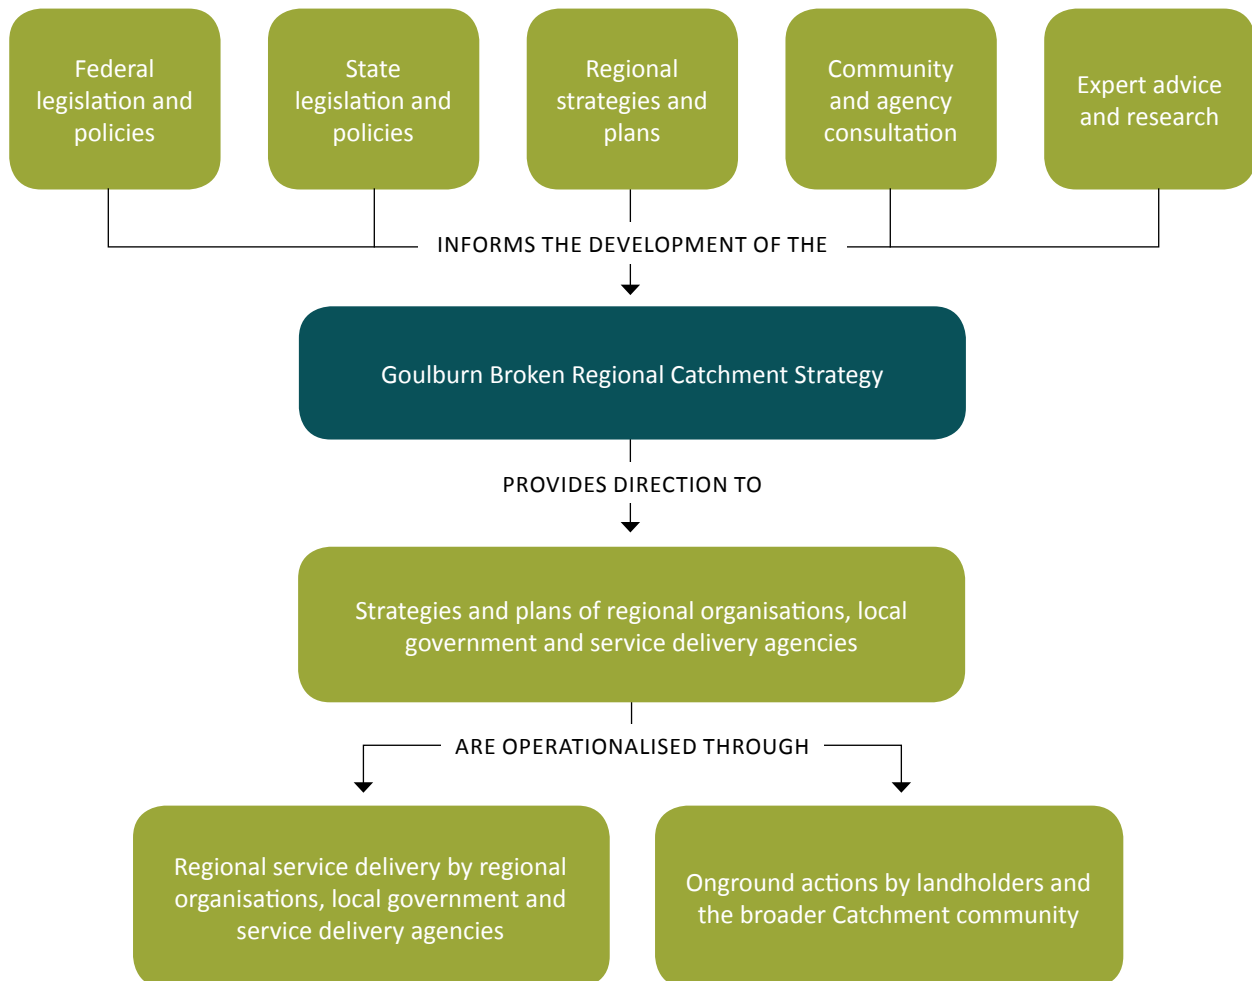 Federal
legislation and
policies
State
legislation and
policies
Regional
strategies and
plans
Community
and agency
consultation
Expert advice
and research
INFORMS THE DEVELOPMENT OF THE
Goulburn Broken Regional Catchment Strategy
PROVIDES DIRECTION TO
Strategies and plans of regional organisations, local
government and service delivery agencies
ARE OPERATIONALISED THROUGH
Regional service delivery by regional
organisations, local government and
service delivery agencies
Onground actions by landholders and
the broader Catchment community